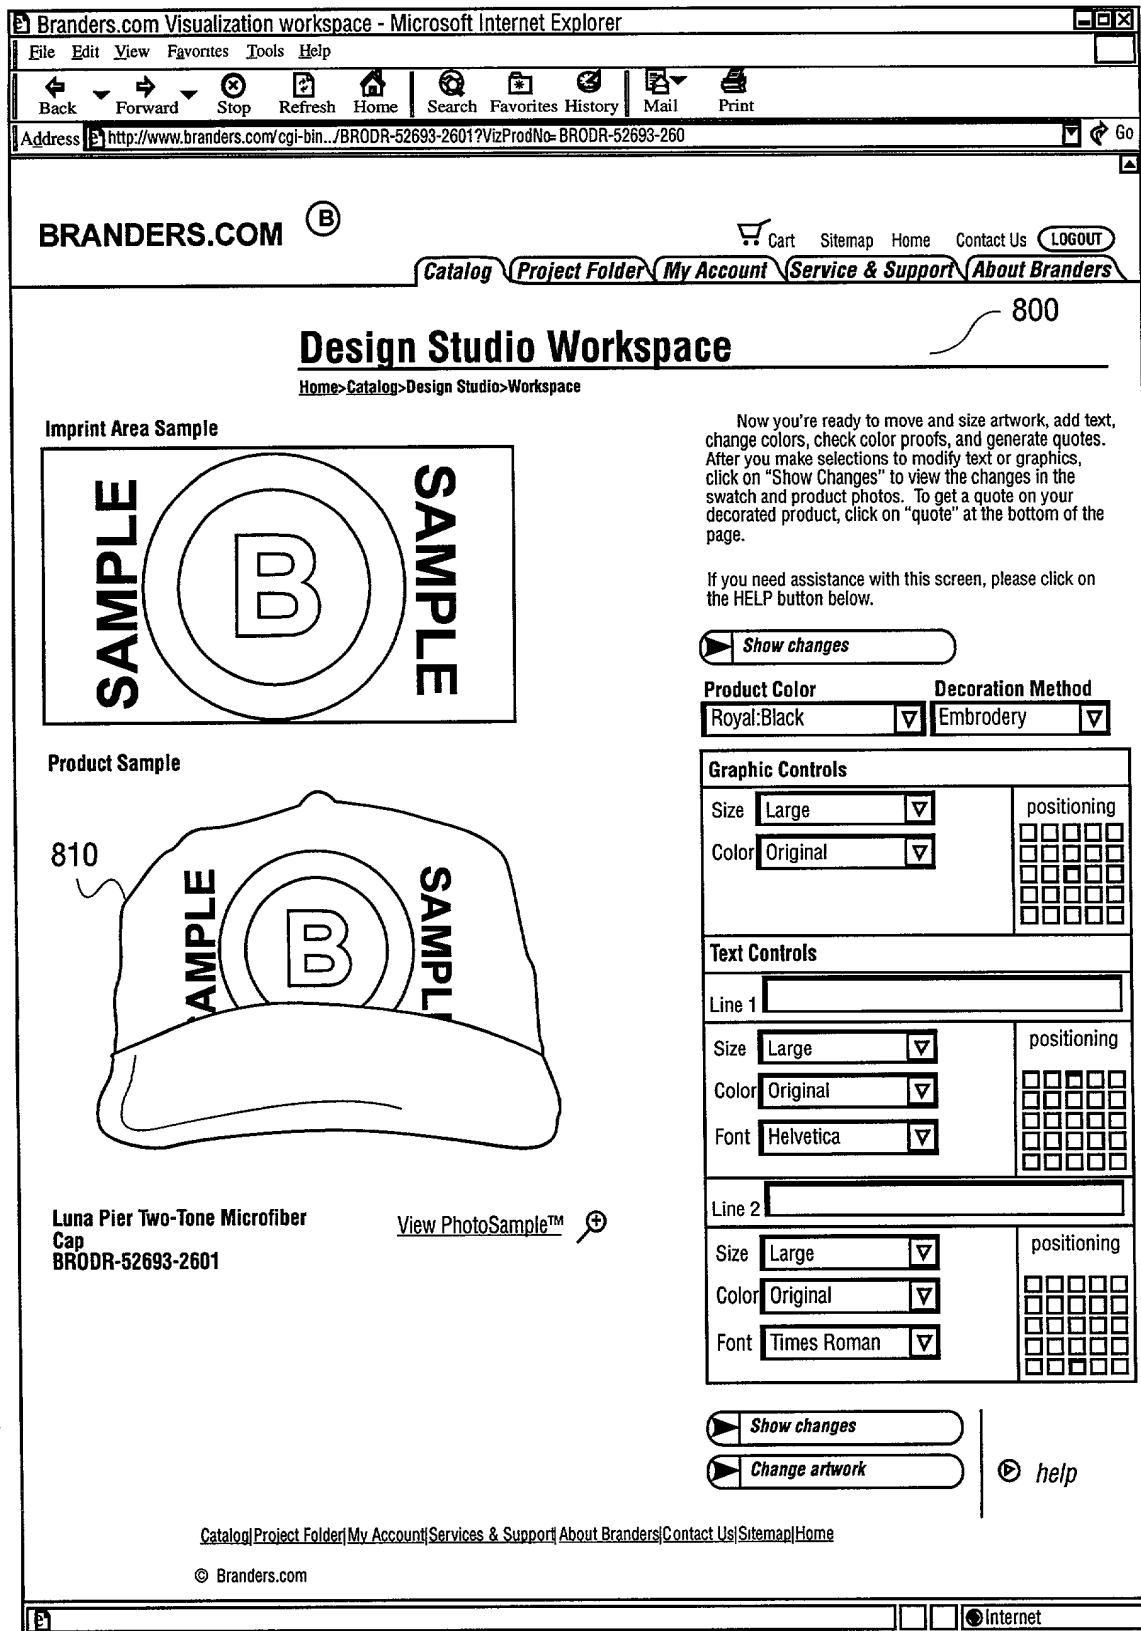 Branders.com Visualization workspace - Microsoft Internet Explorer
File Edit View Favorites Tools Help
Back Forward Stop Refresh Home Search Favorites History Mail Print
Address http://www.branders.com/cgi-bin../BRODR-52693-2601?VizProdNo=BRODR-52693-260 Go
BRANDERS.COM B
Cart Sitemap Home Contact Us LOGOUT
Catalog Project Folder My Account Service & Support About Branders
800
Design Studio Workspace
Home>Catalog>Design Studio>Workspace
Imprint Area Sample
SAMPLE B SAMPLE
Product Sample
810
SAMPLE B SAMPL
Luna Pier Two-Tone Microfiber
Cap
BRODR-52693-2601
View PhotoSample™
Now you're ready to move and size artwork, add text,
change colors, check color proofs, and generate quotes.
After you make selections to modify text or graphics,
click on "Show Changes" to view the changes in the
swatch and product photos. To get a quote on your
decorated product, click on "quote" at the bottom of the
page.
If you need assistance with this screen, please click on
the HELP button below.
Show changes
Product Color Decoration Method
Royal:Black Embrodery
Graphic Controls
Size Large positioning
Color Original
Text Controls
Line 1
Size Large positioning
Color Original
Font Helvetica
Line 2
Size Large positioning
Color Original
Font Times Roman
Show changes
Change artwork
help
Catalog|Project Folder|My Account|Services & Support|About Branders|Contact Us|Sitemap|Home
© Branders.com
Internet